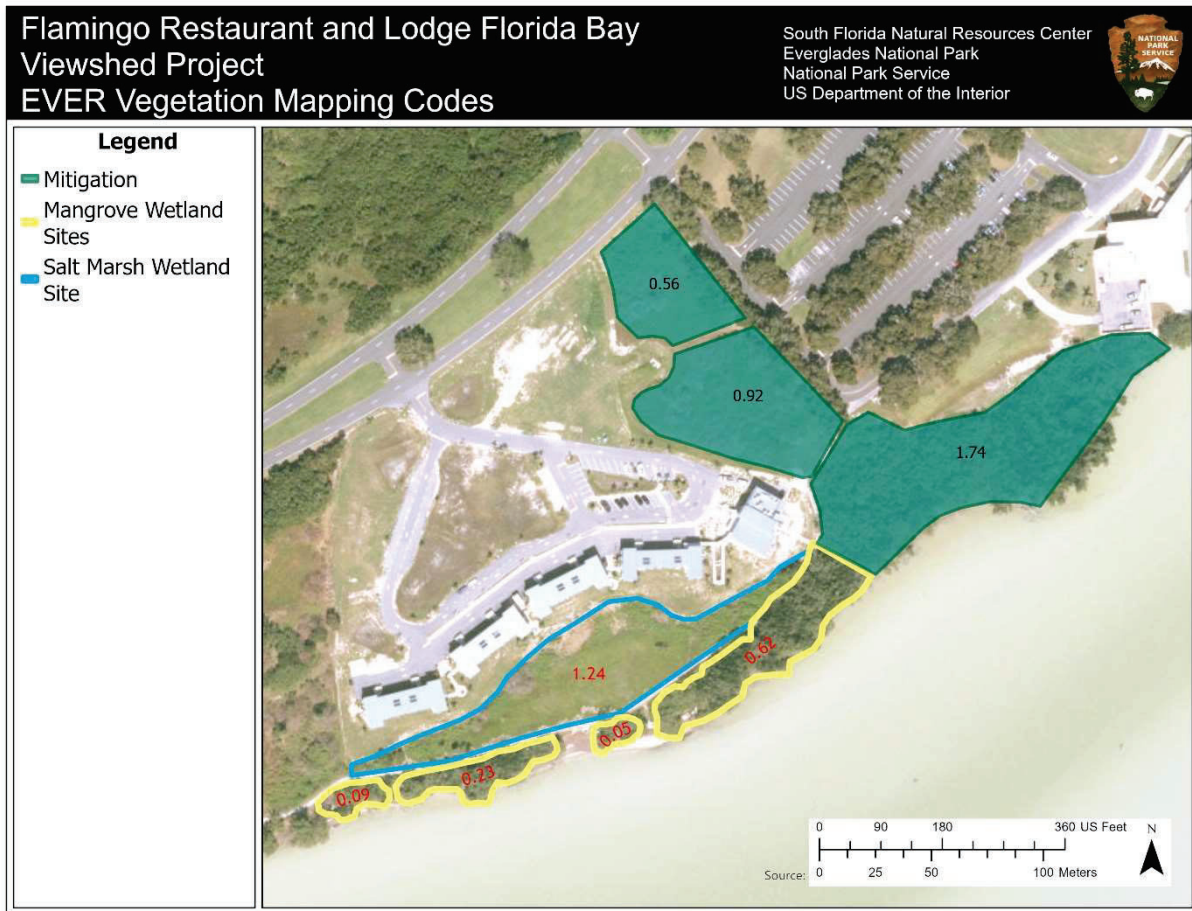 Flamingo Restaurant and Lodge Florida Bay
Viewshed Project
EVER Vegetation Mapping Codes
South Florida Natural Resources Center
Everglades National Park
National Park Service
US Department of the Interior
NATIONAL
PARK
SERVICE
Legend
Mitigation
Mangrove Wetland
Sites
Salt Marsh Wetland
Site
0.56
0.92
1.74
0.62
1.24
0.05
0.23
0.09
0 90 180 360 US Feet N
Source: 0 25 50 100 Meters